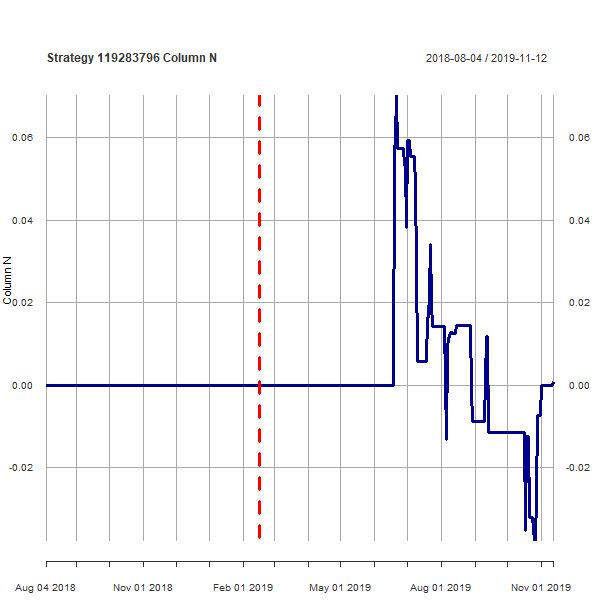 Strategy 119283796 Column N
2018-08-04 / 2019-11-12
Column N
0.06
0.04
0.02
0.00
-0.02
0.06
0.04
0.02
0.00
-0.02
Aug 04 2018
Nov 01 2018
Feb 01 2019
May 01 2019
Aug 01 2019
Nov 01 2019